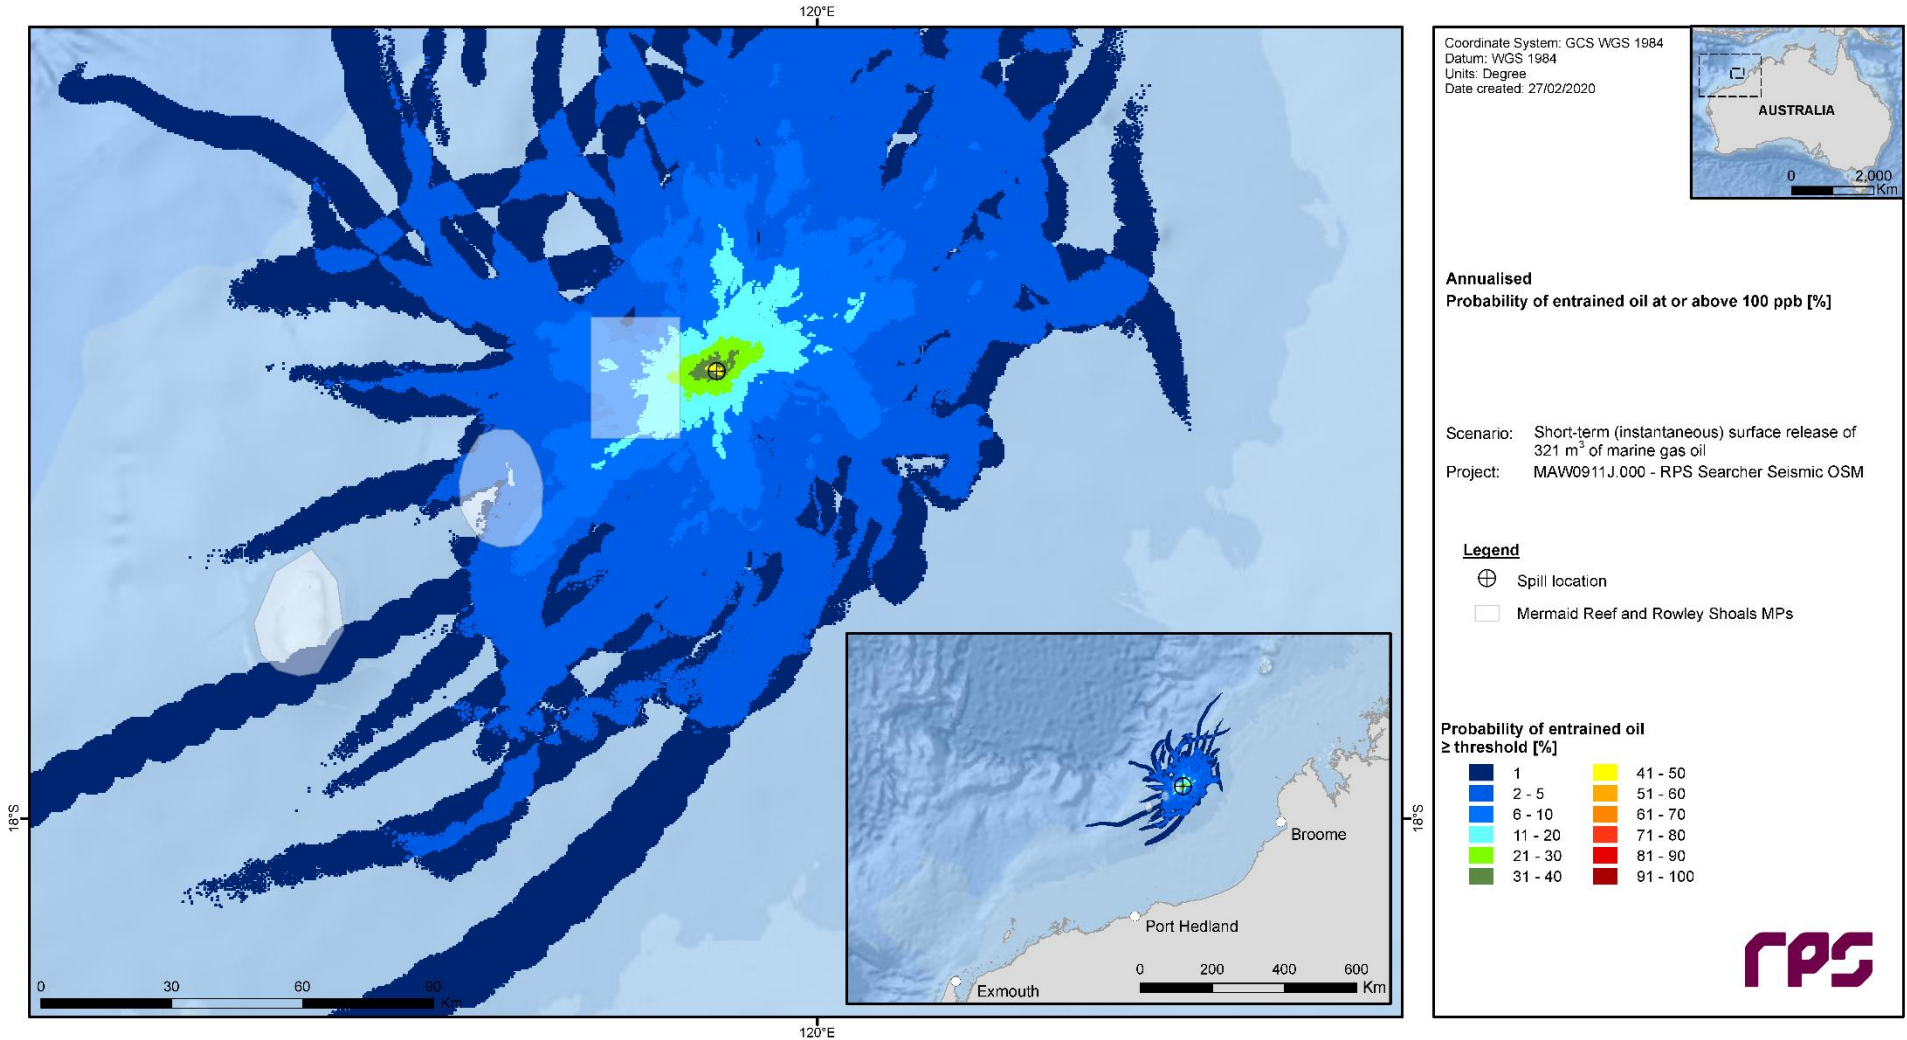 120°E
18°S
18°S
120°E
0 30 60 90
Km
Broome
Port Hedland
Exmouth
0 200 400 600
Km
Coordinate System: GCS WGS 1984
Datum: WGS 1984
Units: Degree
Date created: 27/02/2020
AUSTRALIA
0 2,000
Km
Annualised
Probability of entrained oil at or above 100 ppb [%]
Scenario: Short-term (instantaneous) surface release of
321 m³ of marine gas oil
Project: MAW0911J.000 - RPS Searcher Seismic OSM
Legend
Spill location
Mermaid Reef and Rowley Shoals MPs
Probability of entrained oil
≥ threshold [%]
1 41 - 50
2 - 5 51 - 60
6 - 10 61 - 70
11 - 20 71 - 80
21 - 30 81 - 90
31 - 40 91 - 100
rps